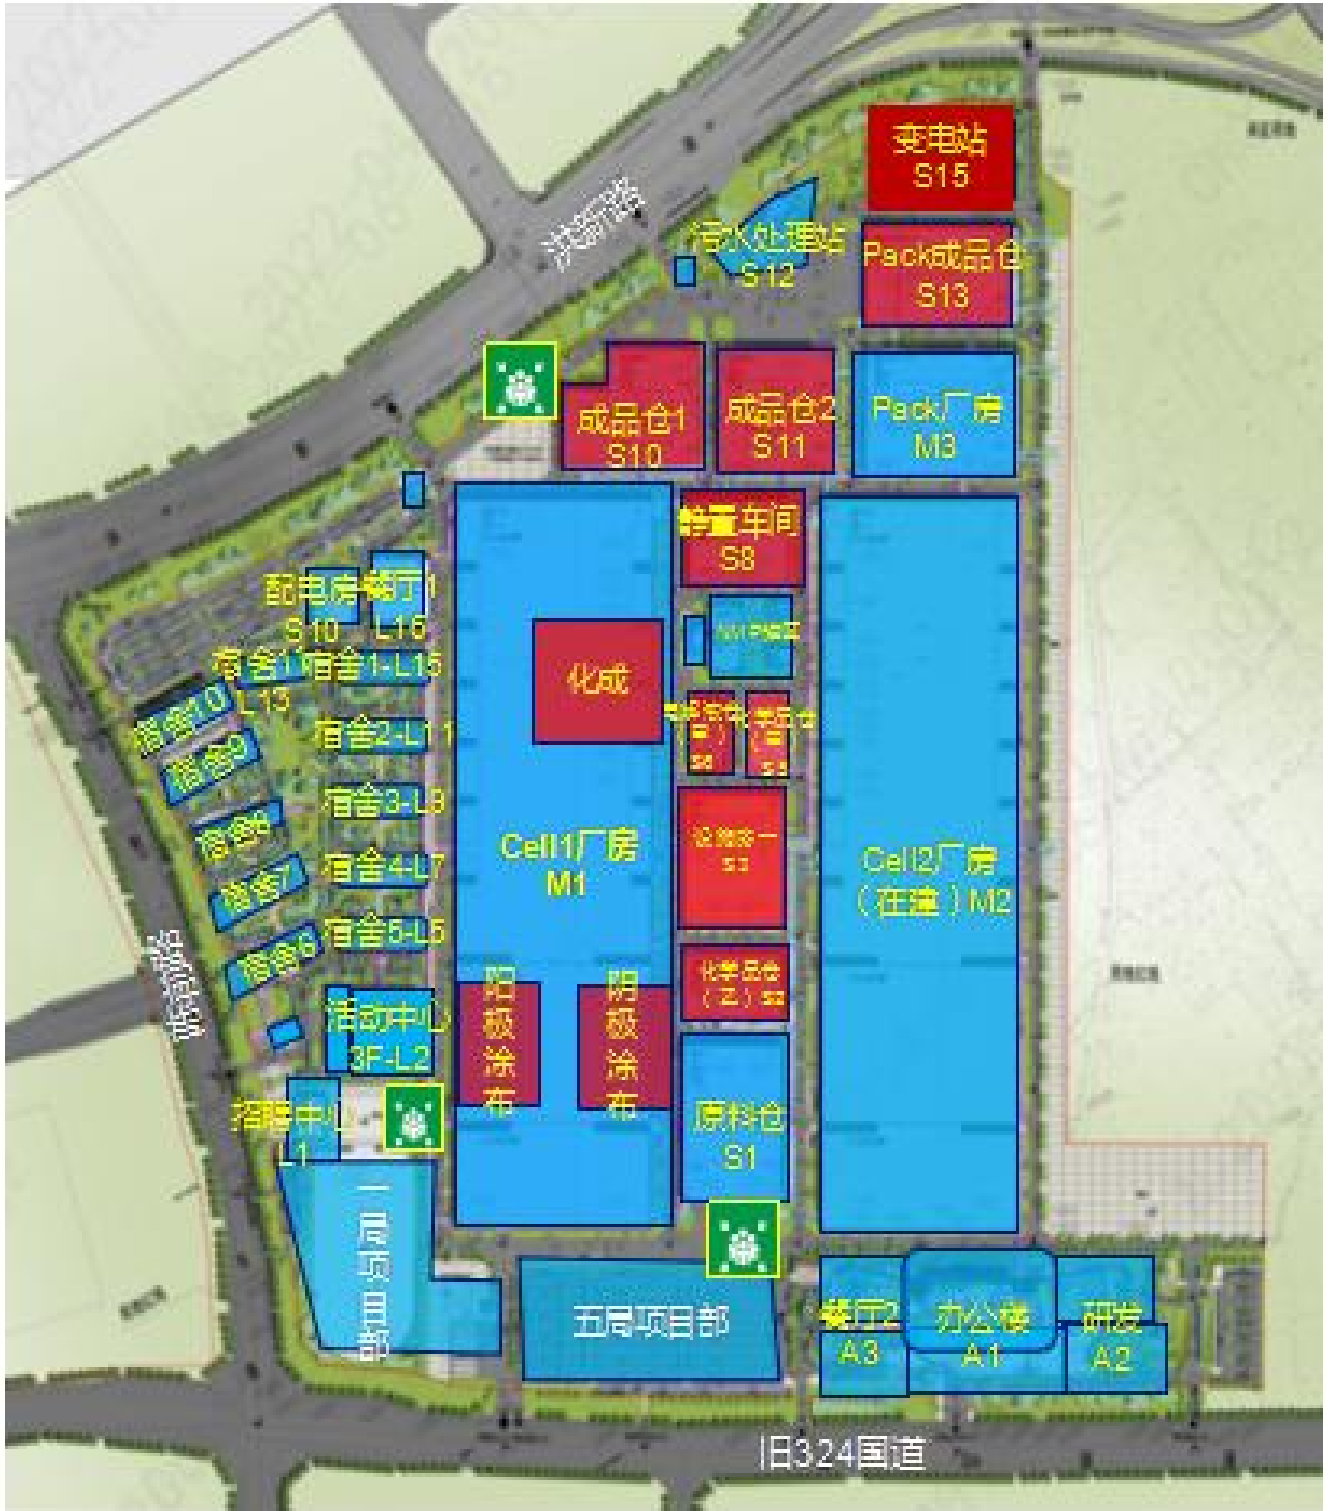 变电站
S15
洪新路
污水处理站
S12
Pack成品仓
S13
成品仓1
S10
成品仓2
S11
Pack厂房
M3
静置车间
S8
配电房
S10
餐厅1
L16
宿舍1-L15
L13
化成
宿舍10
宿舍2-L11
宿舍9
S6
宿舍3-L9
宿舍8
宿舍4-L7
宿舍7
Cell1厂房
M1
S3
Cell2厂房
（在建）M2
宿舍5-L5
宿舍6
化学品仓
（乙）S2
活动中心
3F-L2
阳极涂布
阴极涂布
招聘中心
L1
原料仓
S1
一局项目部
五局项目部
餐厅2
A3
办公楼
A1
研发
A2
旧324国道